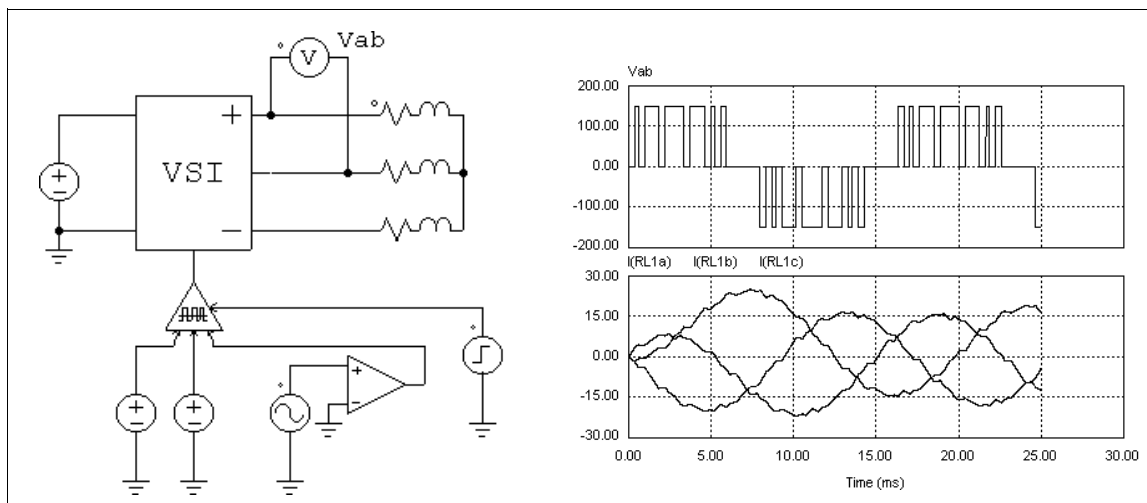 Vab
V
+
VSI
−
Vab
200.00
100.00
0.00
-100.00
-200.00
I(RL1a) I(RL1b) I(RL1c)
30.00
15.00
0.00
-15.00
-30.00
0.00 5.00 10.00 15.00 20.00 25.00 30.00
Time (ms)